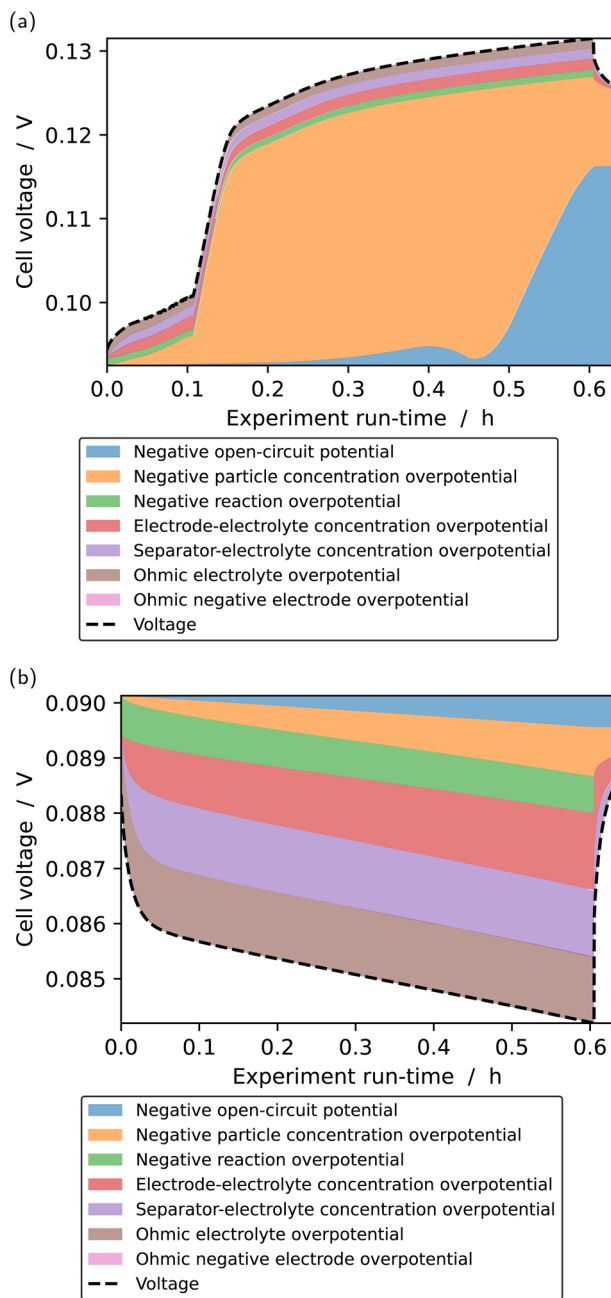 (a)
0.13
0.12
0.11
0.10
Cell voltage / V
0.0 0.1 0.2 0.3 0.4 0.5 0.6
Experiment run-time / h
Negative open-circuit potential
Negative particle concentration overpotential
Negative reaction overpotential
Electrode-electrolyte concentration overpotential
Separator-electrolyte concentration overpotential
Ohmic electrolyte overpotential
Ohmic negative electrode overpotential
Voltage
(b)
0.090
0.089
0.088
0.087
0.086
0.085
Cell voltage / V
0.0 0.1 0.2 0.3 0.4 0.5 0.6
Experiment run-time / h
Negative open-circuit potential
Negative particle concentration overpotential
Negative reaction overpotential
Electrode-electrolyte concentration overpotential
Separator-electrolyte concentration overpotential
Ohmic electrolyte overpotential
Ohmic negative electrode overpotential
Voltage